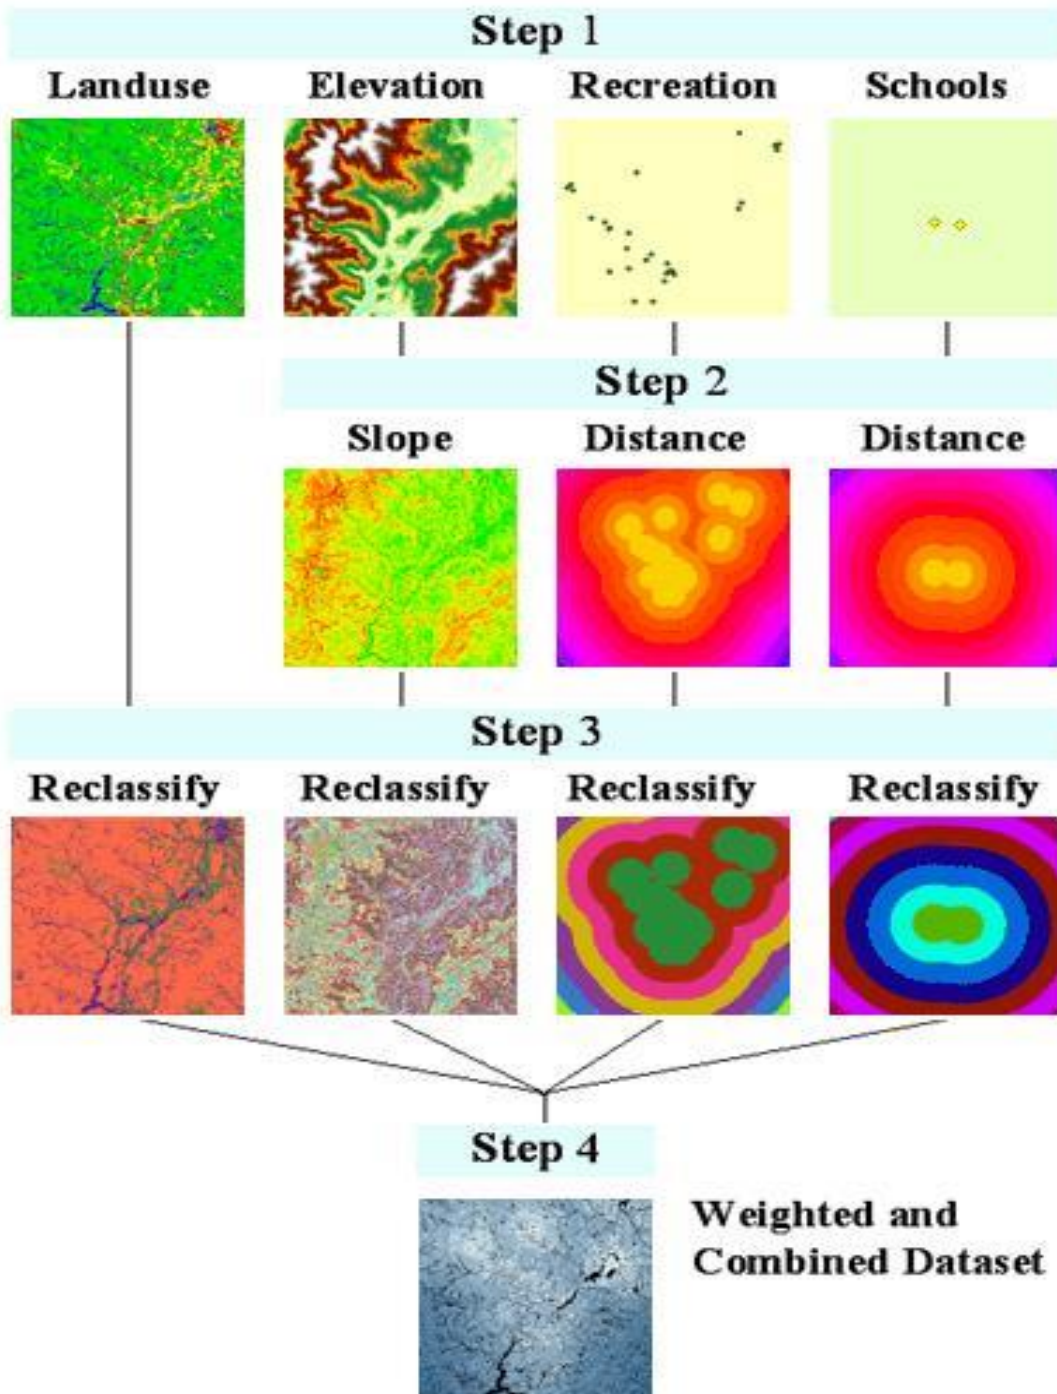 Step 1
Landuse
Elevation
Recreation
Schools
Step 2
Slope
Distance
Distance
Step 3
Reclassify
Reclassify
Reclassify
Reclassify
Step 4
Weighted and
Combined Dataset